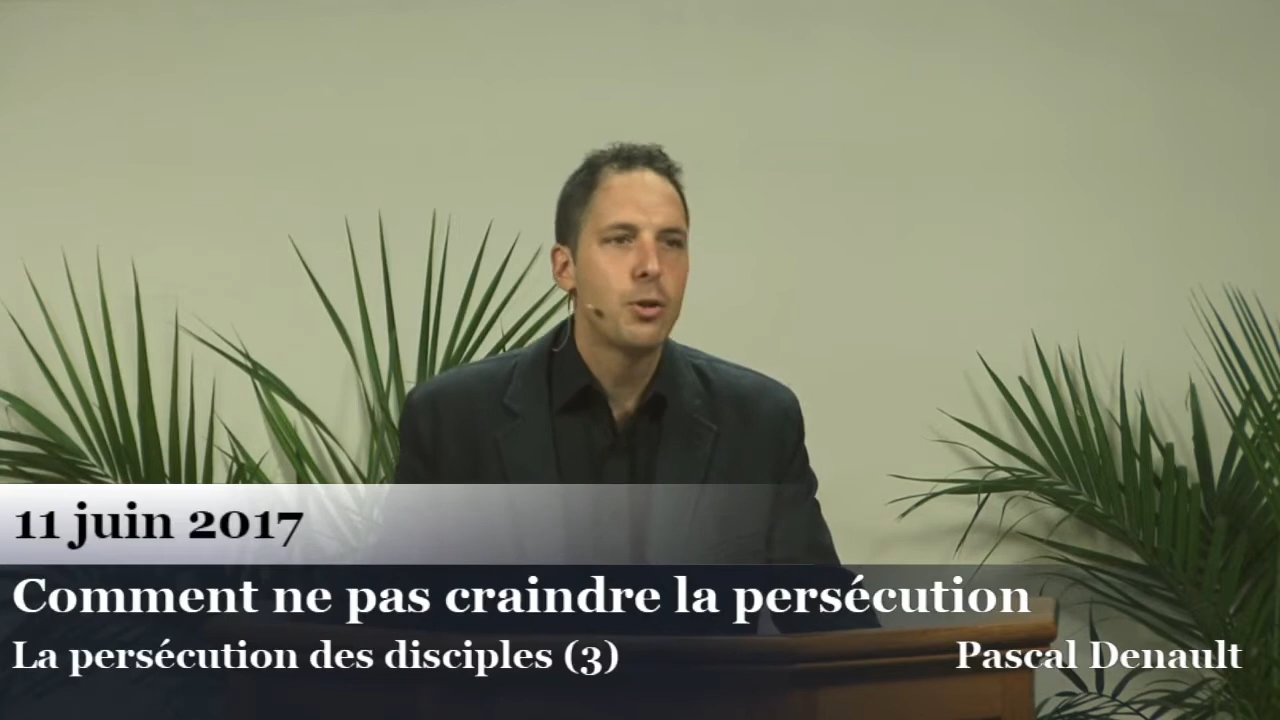 11 juin 2017
Comment ne pas craindre la persécution
La persécution des disciples (3)
Pascal Denault